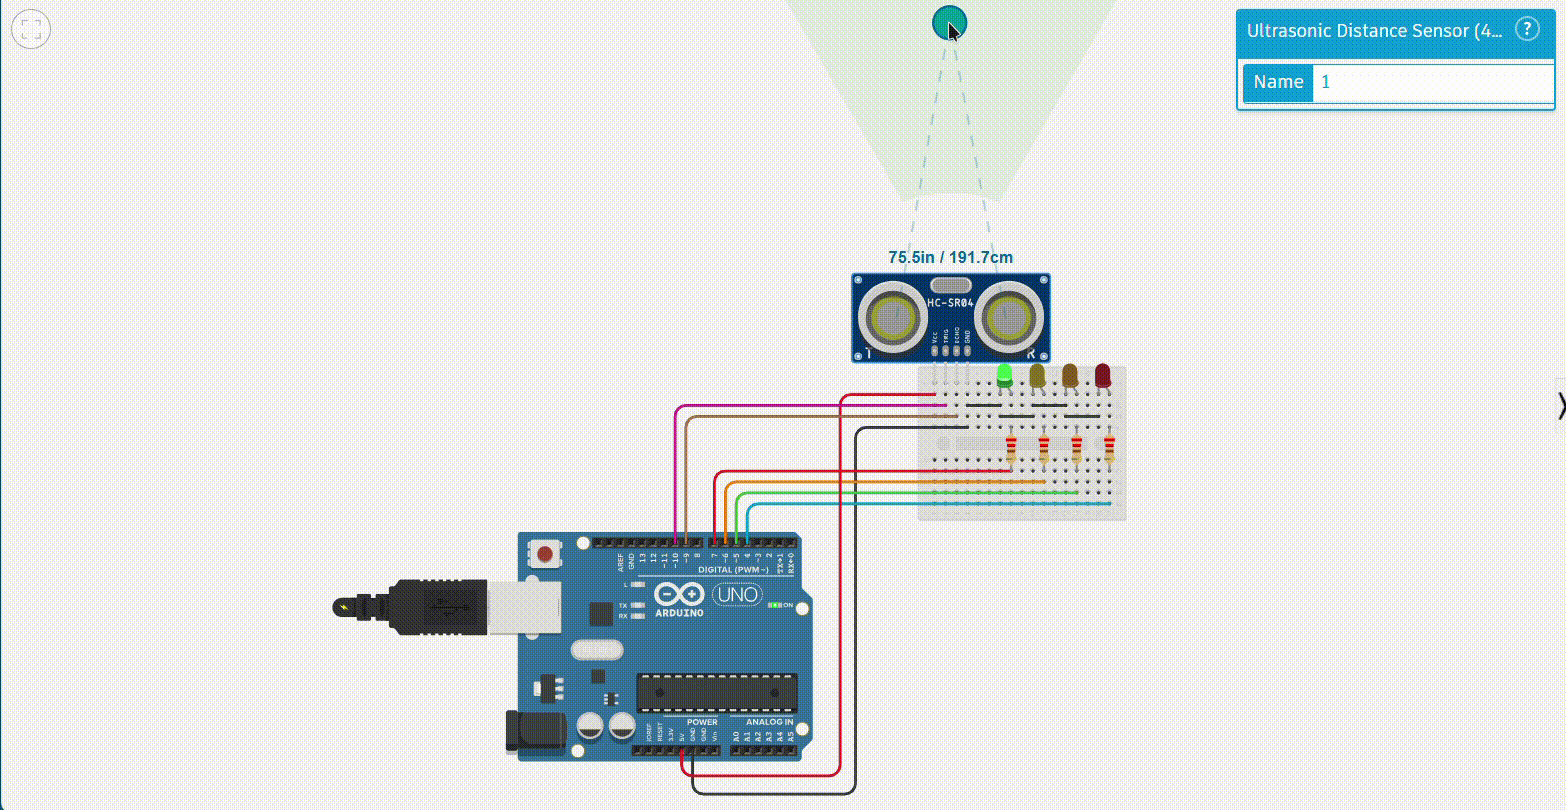 Ultrasonic Distance Sensor (4...
?
Name 1
75.5in / 191.7cm
HC-SR04
VCC
TRIG
ECHO
GND
T
R
AREF
GND
13
12
~11
~10
~9
8
7
~6
~5
4
~3
2
TX→1
RX←0
DIGITAL (PWM~)
L
TX
RX
UNO
ON
ARDUINO
POWER
ANALOG IN
IOREF
RESET
3.3V
5V
GND
GND
Vin
A0
A1
A2
A3
A4
A5